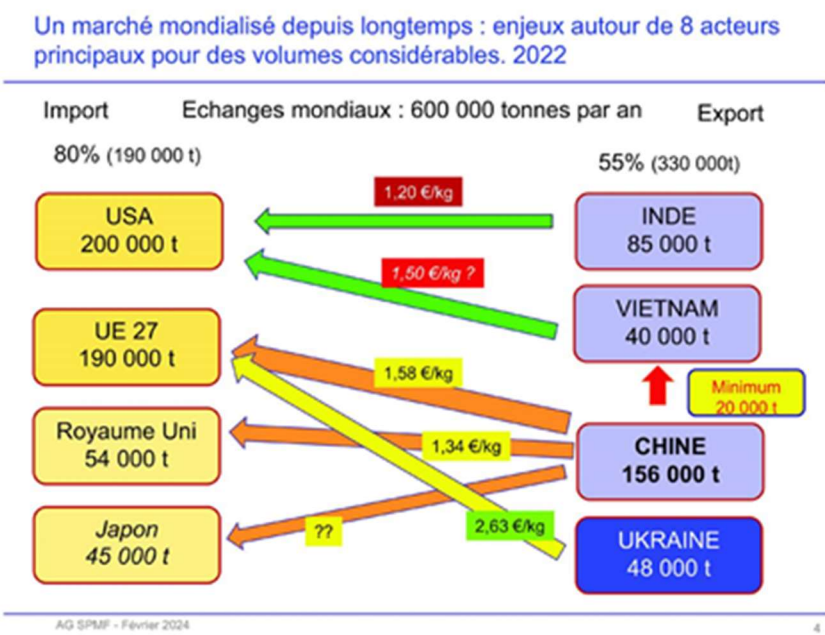 Un marché mondialisé depuis longtemps : enjeux autour de 8 acteurs
principaux pour des volumes considérables. 2022
Import
Echanges mondiaux : 600 000 tonnes par an
Export
80% (190 000 t)
55% (330 000t)
1,20 €/kg
USA
200 000 t
INDE
85 000 t
1,50 €/kg ?
VIETNAM
40 000 t
UE 27
190 000 t
1,58 €/kg
Minimum
20 000 t
Royaume Uni
54 000 t
1,34 €/kg
CHINE
156 000 t
Japon
45 000 t
??
2,63 €/kg
UKRAINE
48 000 t
AG SPMF - Février 2024
4